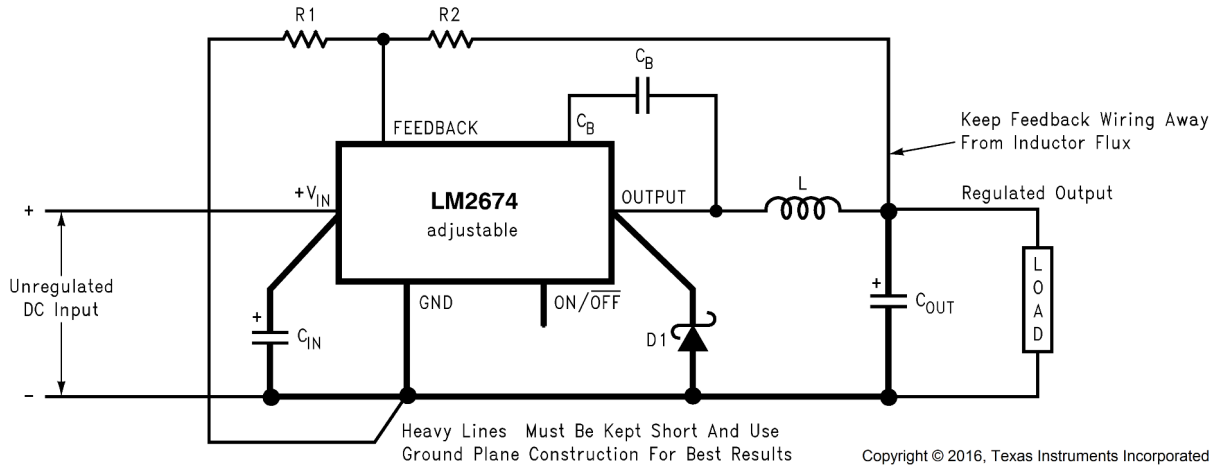 R1
R2
C_B
FEEDBACK
C_B
Keep Feedback Wiring Away
From Inductor Flux
+V_IN
LM2674
adjustable
OUTPUT
L
Regulated Output
+
Unregulated
DC Input
-
+
C_IN
GND
ON/O̅F̅F̅
D1
+
C_OUT
LOAD
Heavy Lines Must Be Kept Short And Use
Ground Plane Construction For Best Results
Copyright © 2016, Texas Instruments Incorporated